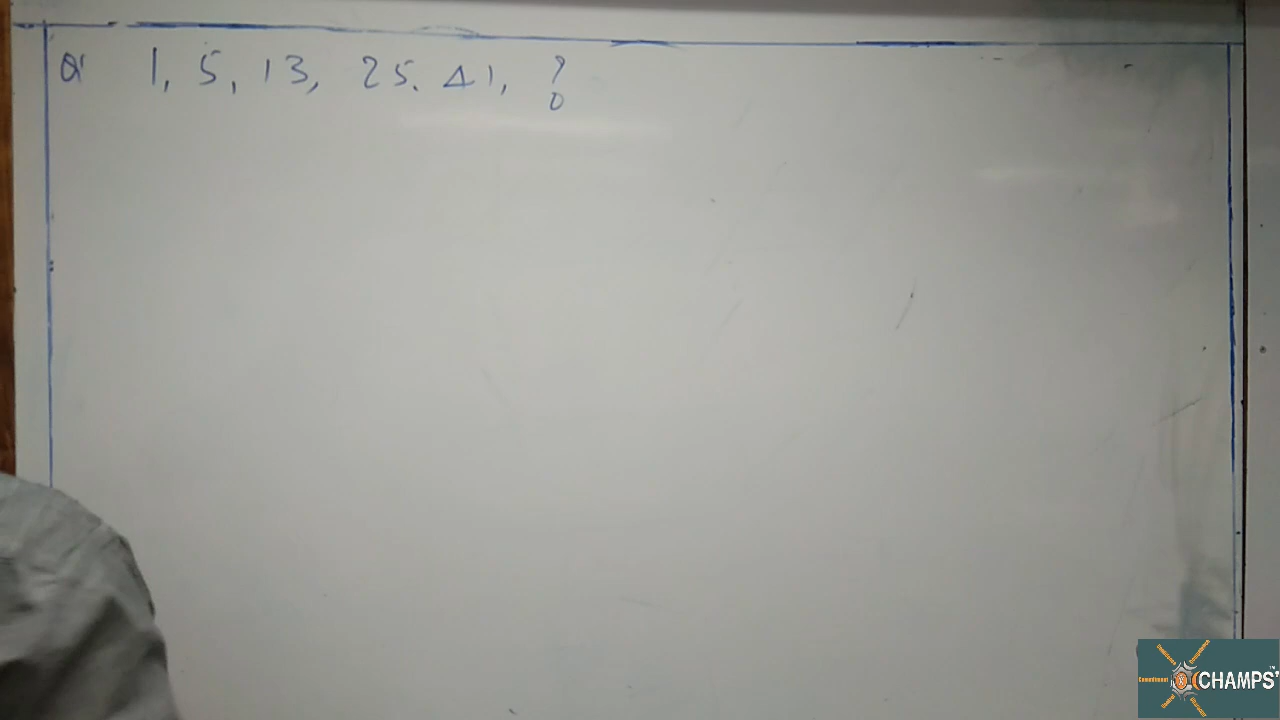 Q. 1, 5, 13, 25. 41, ?
CHAMPS'